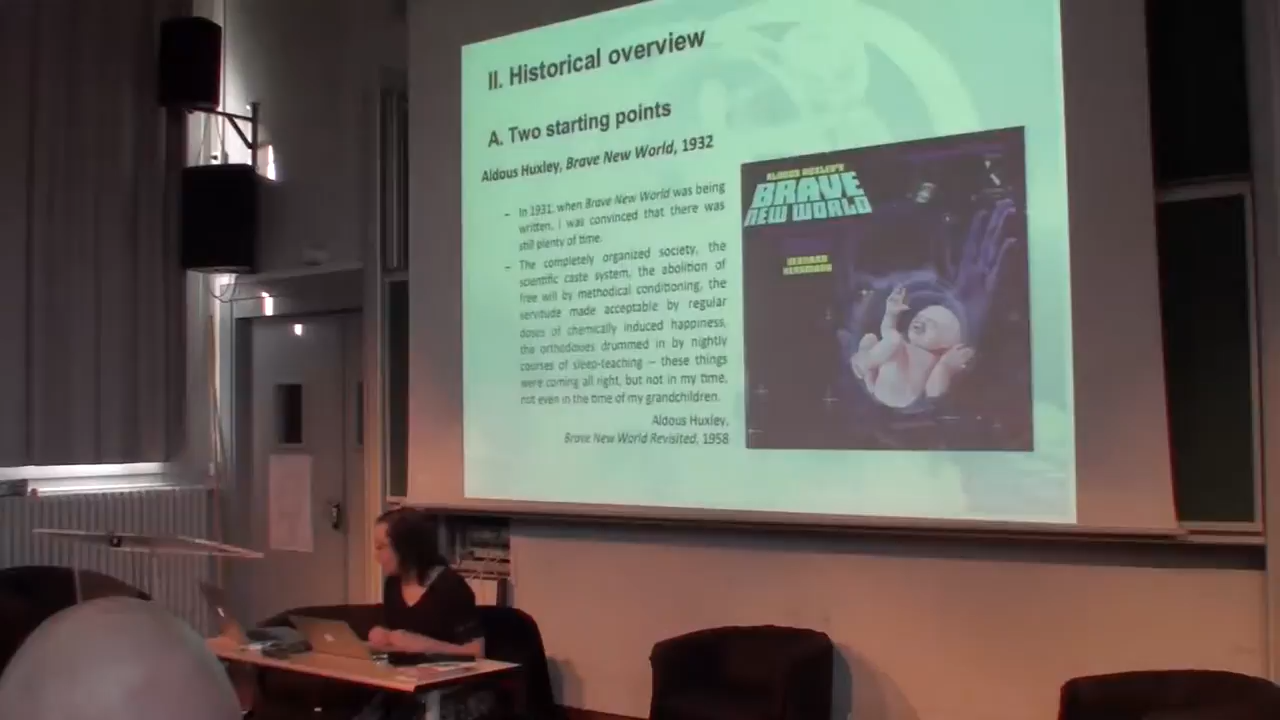 II. Historical overview
A. Two starting points
Aldous Huxley, Brave New World, 1932
– In 1931, when Brave New World was being
written, I was convinced that there was
still plenty of time.
– The completely organized society, the
scientific caste system, the abolition of
free will by methodical conditioning, the
servitude made acceptable by regular
doses of chemically induced happiness,
the orthodoxies drummed in by nightly
courses of sleep-teaching – these things
were coming all right, but not in my time,
not even in the time of my grandchildren.
Aldous Huxley,
Brave New World Revisited, 1958
ALDOUS HUXLEY'S
BRAVE
NEW WORLD